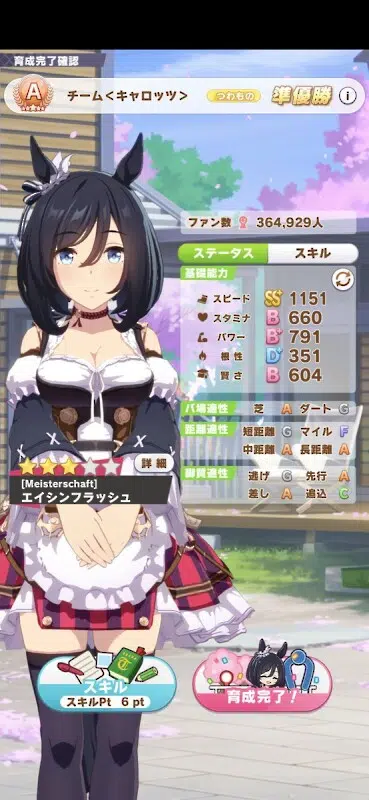 育成完了確認
A
チーム<キャロッツ>
つわもの
準優勝
i
ファン数 364,929人
ステータス
スキル
基礎能力
スピード SS+ 1151
スタミナ B 660
パワー B+ 791
根性 D+ 351
賢さ B 604
バ場適性 芝 A ダート G
距離適性 短距離 G マイル F
中距離 A 長距離 A
脚質適性 逃げ G 先行 A
差し A 追込 C
詳細
[Meisterschaft]
エイシンフラッシュ
スキル
スキルPt 6 pt
育成完了!